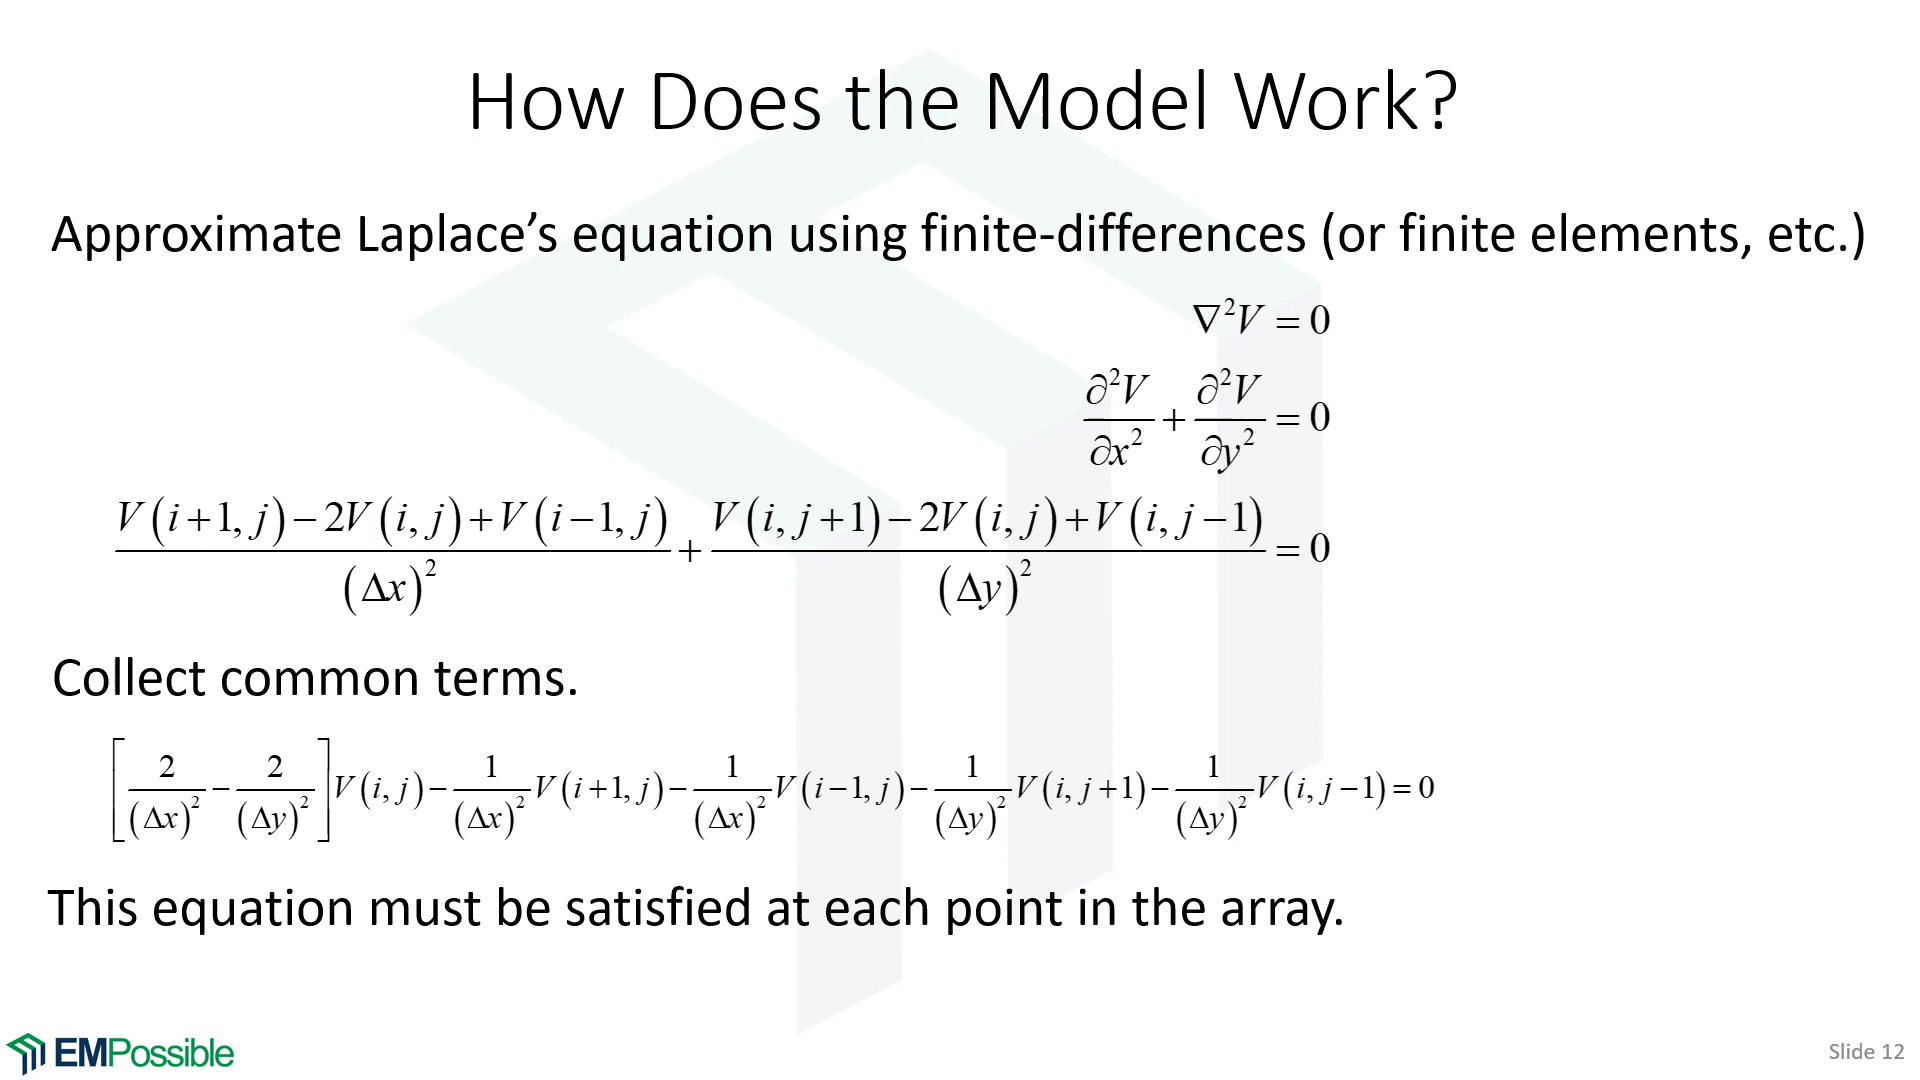 How Does the Model Work?
Approximate Laplace’s equation using finite-differences (or finite elements, etc.)
∇²V = 0
∂²V/∂x² + ∂²V/∂y² = 0
(V(i+1, j) − 2V(i, j) + V(i−1, j))/(Δx)² + (V(i, j+1) − 2V(i, j) + V(i, j−1))/(Δy)² = 0
Collect common terms.
[2/(Δx)² − 2/(Δy)²]V(i, j) − 1/(Δx)² V(i+1, j) − 1/(Δx)² V(i−1, j) − 1/(Δy)² V(i, j+1) − 1/(Δy)² V(i, j−1) = 0
This equation must be satisfied at each point in the array.
EMPossible
Slide 12